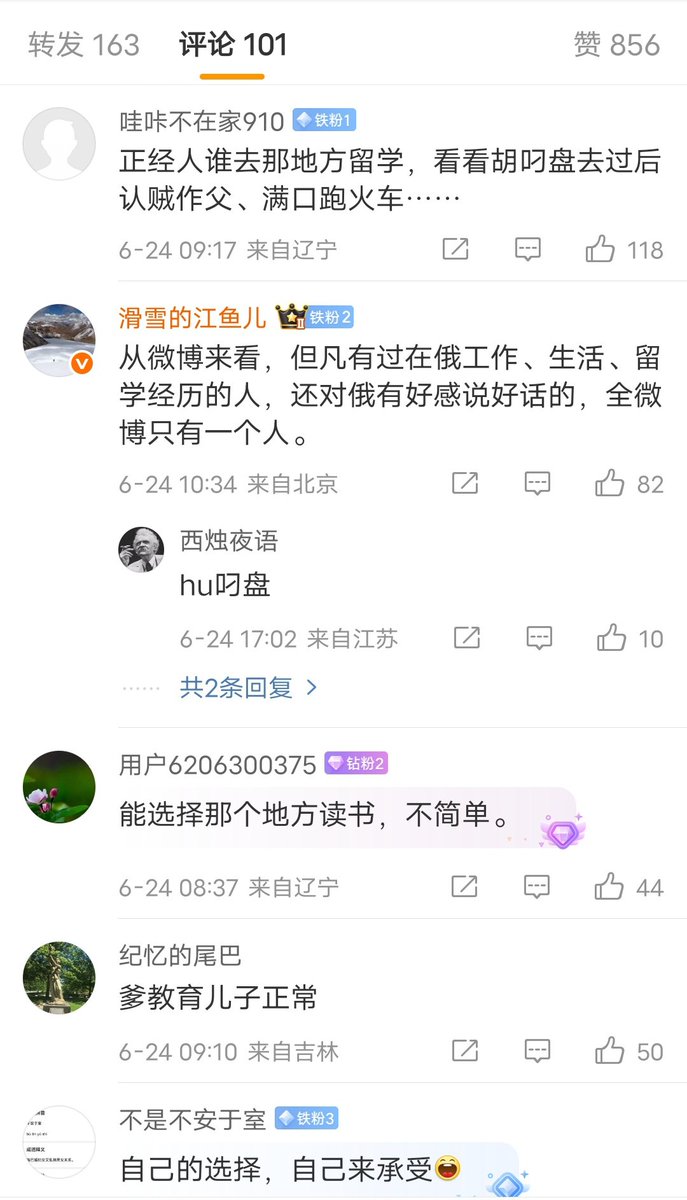 转发 163 评论 101 赞 856
哇咔不在家910 铁粉1
正经人谁去那地方留学，看看胡叼盘去过后
认贼作父、满口跑火车……
6-24 09:17 来自辽宁 118
滑雪的江鱼儿 II 铁粉2
从微博来看，但凡有过在俄工作、生活、留
学经历的人，还对俄有好感说好话的，全微
博只有一个人。
6-24 10:34 来自北京 82
西烛夜语
hu叼盘
6-24 17:02 来自江苏 10
共2条回复
用户6206300375 钻粉2
能选择那个地方读书，不简单。
6-24 08:37 来自辽宁 44
纪忆的尾巴
爹教育儿子正常
6-24 09:10 来自吉林 50
不是不安于室 铁粉3
自己的选择，自己来承受